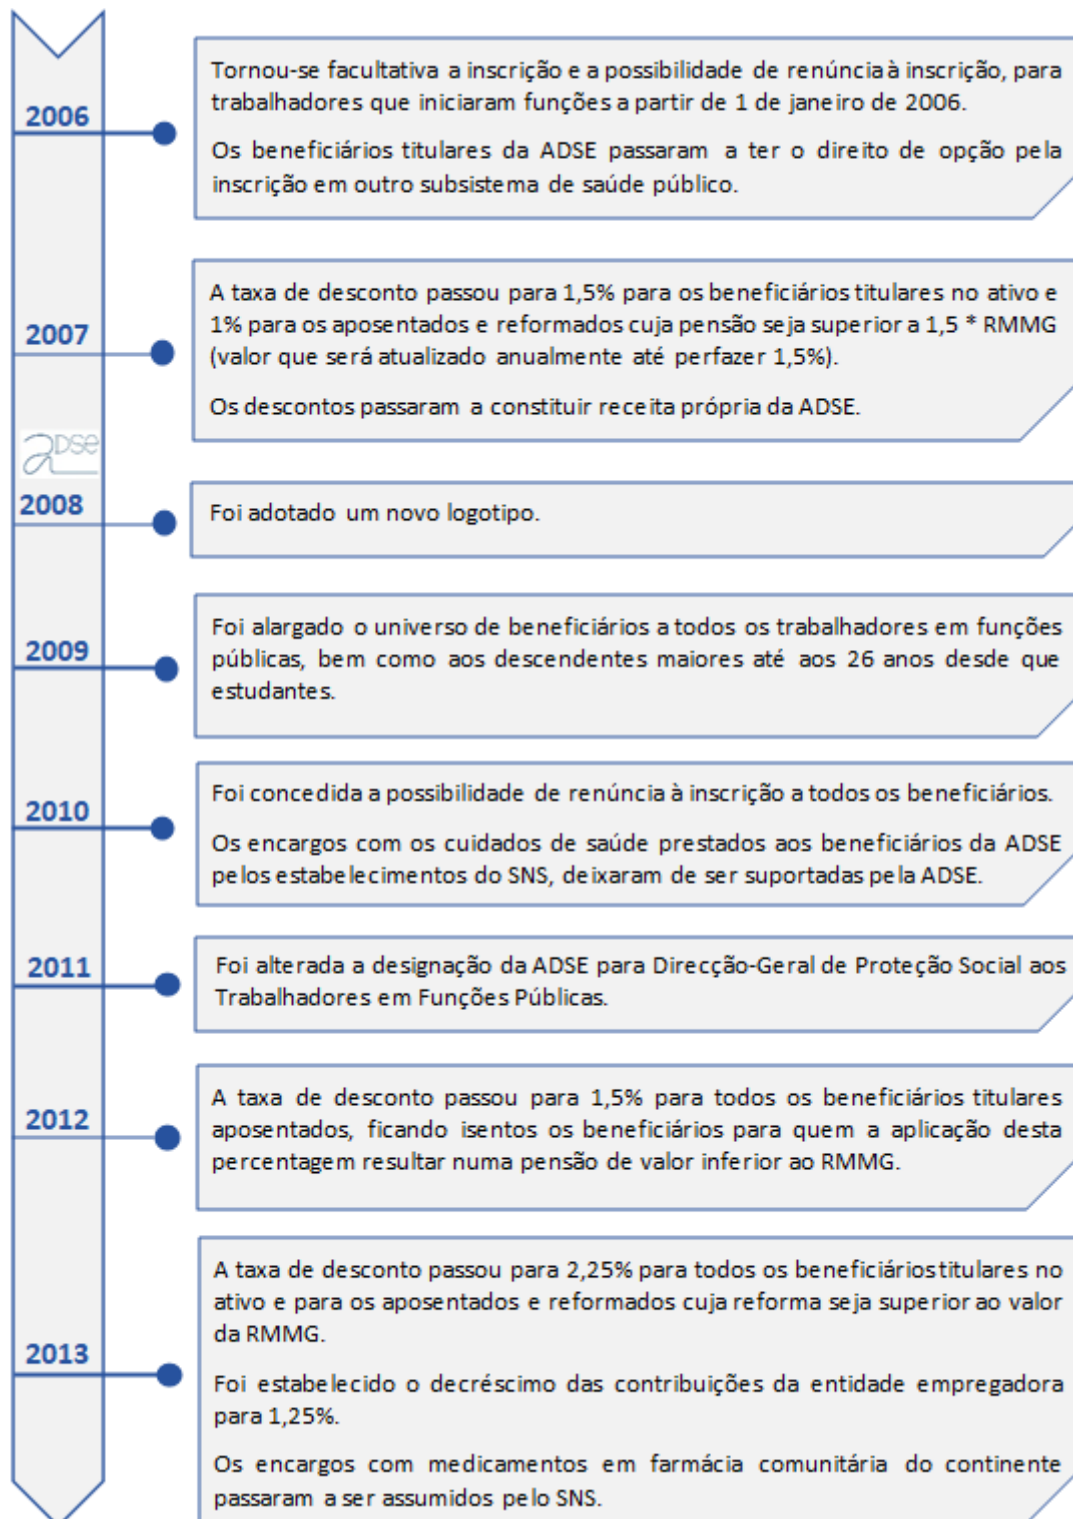 2006
Tornou-se facultativa a inscrição e a possibilidade de renúncia à inscrição, para
trabalhadores que iniciaram funções a partir de 1 de janeiro de 2006.
Os beneficiários titulares da ADSE passaram a ter o direito de opção pela
inscrição em outro subsistema de saúde público.
2007
A taxa de desconto passou para 1,5% para os beneficiários titulares no ativo e
1% para os aposentados e reformados cuja pensão seja superior a 1,5 * RMMG
(valor que será atualizado anualmente até perfazer 1,5%).
Os descontos passaram a constituir receita própria da ADSE.
aDSe
2008
Foi adotado um novo logotipo.
2009
Foi alargado o universo de beneficiários a todos os trabalhadores em funções
públicas, bem como aos descendentes maiores até aos 26 anos desde que
estudantes.
2010
Foi concedida a possibilidade de renúncia à inscrição a todos os beneficiários.
Os encargos com os cuidados de saúde prestados aos beneficiários da ADSE
pelos estabelecimentos do SNS, deixaram de ser suportadas pela ADSE.
2011
Foi alterada a designação da ADSE para Direcção-Geral de Proteção Social aos
Trabalhadores em Funções Públicas.
2012
A taxa de desconto passou para 1,5% para todos os beneficiários titulares
aposentados, ficando isentos os beneficiários para quem a aplicação desta
percentagem resultar numa pensão de valor inferior ao RMMG.
2013
A taxa de desconto passou para 2,25% para todos os beneficiários titulares no
ativo e para os aposentados e reformados cuja reforma seja superior ao valor
da RMMG.
Foi estabelecido o decréscimo das contribuições da entidade empregadora
para 1,25%.
Os encargos com medicamentos em farmácia comunitária do continente
passaram a ser assumidos pelo SNS.